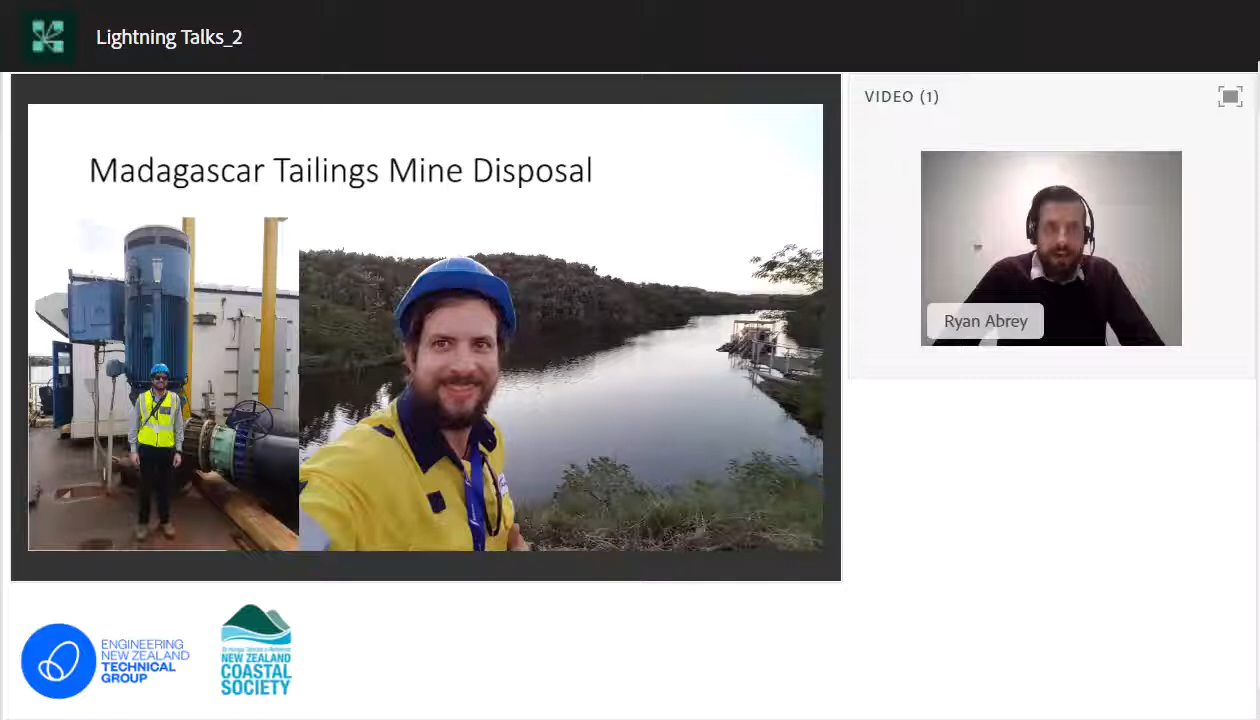 Lightning Talks_2
VIDEO (1)
Madagascar Tailings Mine Disposal
Ryan Abrey
ENGINEERING
NEW ZEALAND
TECHNICAL
GROUP
NEW ZEALAND
COASTAL
SOCIETY